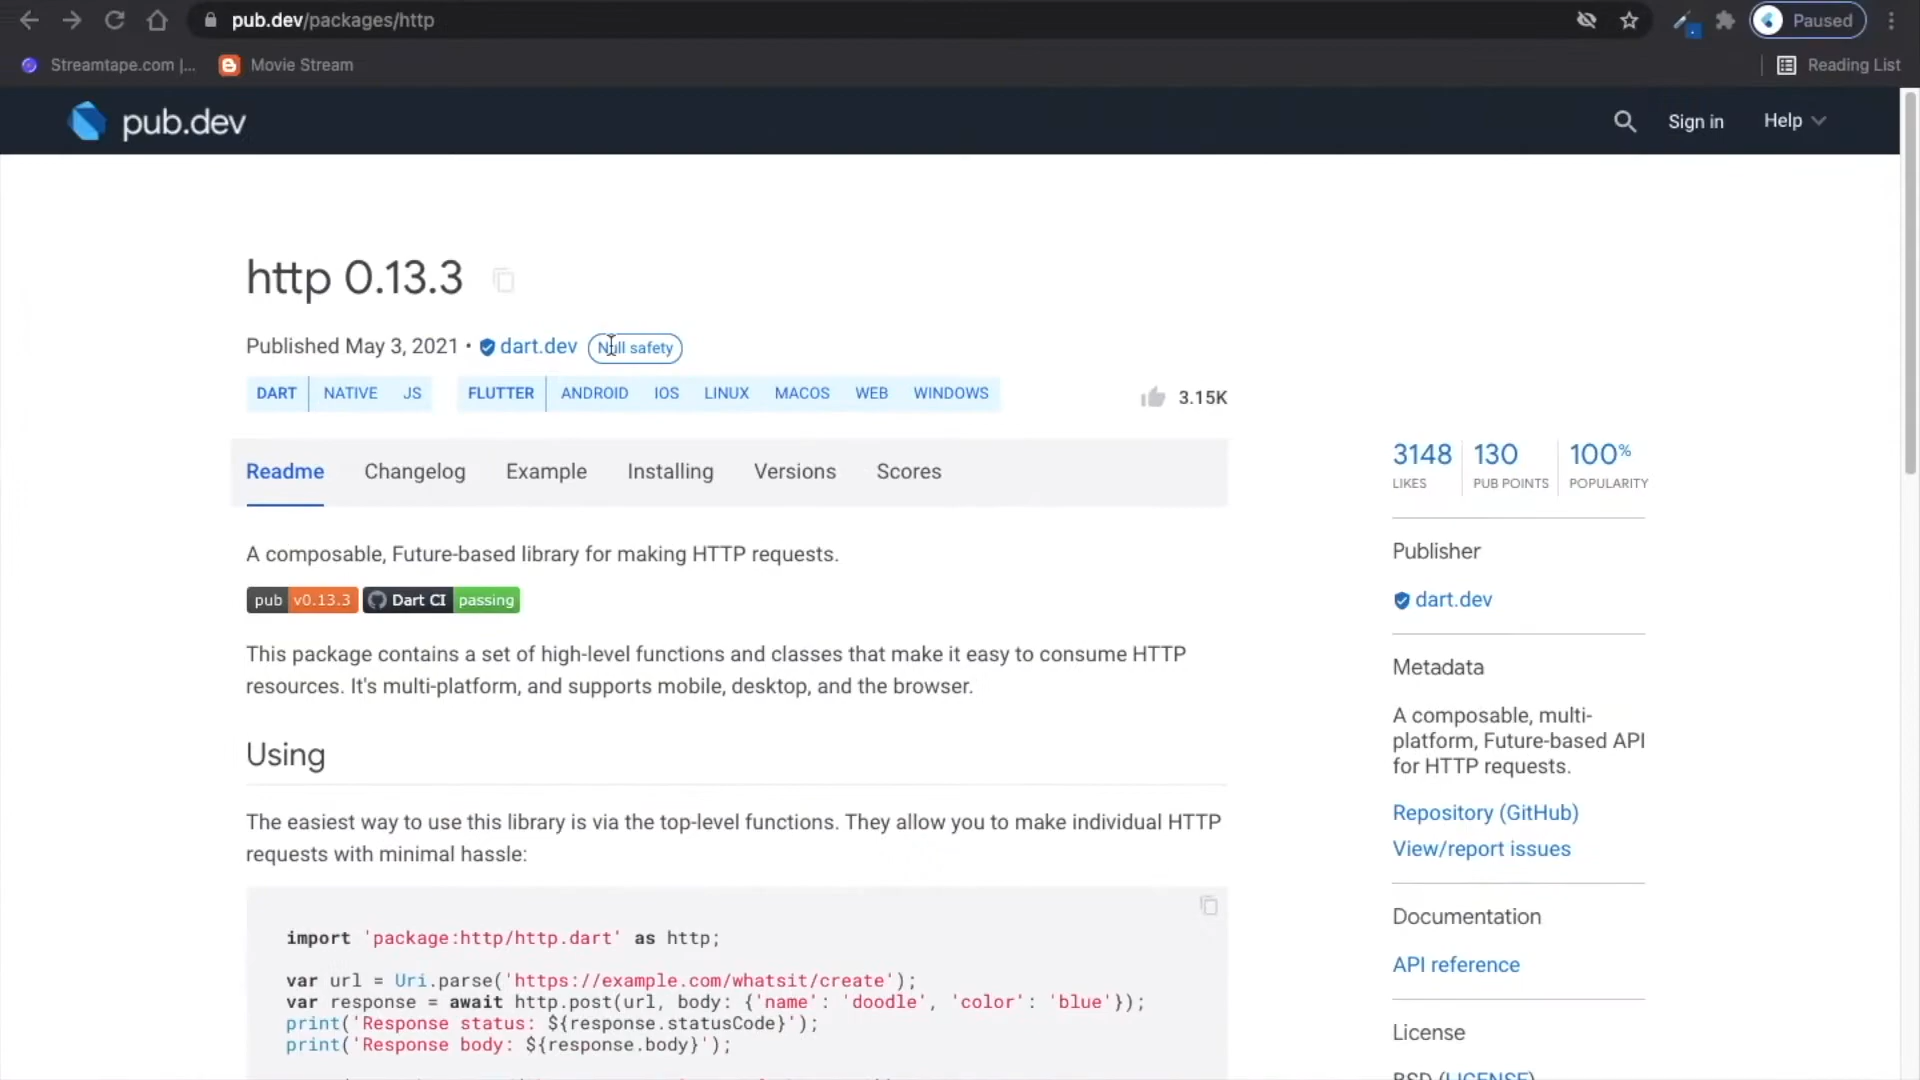 pub.dev/packages/http
Paused
Streamtape.com |...
Movie Stream
Reading List
pub.dev
Sign in
Help
http 0.13.3
Published May 3, 2021 • dart.dev Null safety
DART NATIVE JS FLUTTER ANDROID IOS LINUX MACOS WEB WINDOWS
3.15K
Readme Changelog Example Installing Versions Scores
A composable, Future-based library for making HTTP requests.
pub v0.13.3 Dart CI passing
This package contains a set of high-level functions and classes that make it easy to consume HTTP
resources. It's multi-platform, and supports mobile, desktop, and the browser.
Using
The easiest way to use this library is via the top-level functions. They allow you to make individual HTTP
requests with minimal hassle:
import 'package:http/http.dart' as http;
var url = Uri.parse('https://example.com/whatsit/create');
var response = await http.post(url, body: {'name': 'doodle', 'color': 'blue'});
print('Response status: ${response.statusCode}');
print('Response body: ${response.body}');
3148 130 100%
LIKES PUB POINTS POPULARITY
Publisher
dart.dev
Metadata
A composable, multi-
platform, Future-based API
for HTTP requests.
Repository (GitHub)
View/report issues
Documentation
API reference
License
BSD (LICENSE)